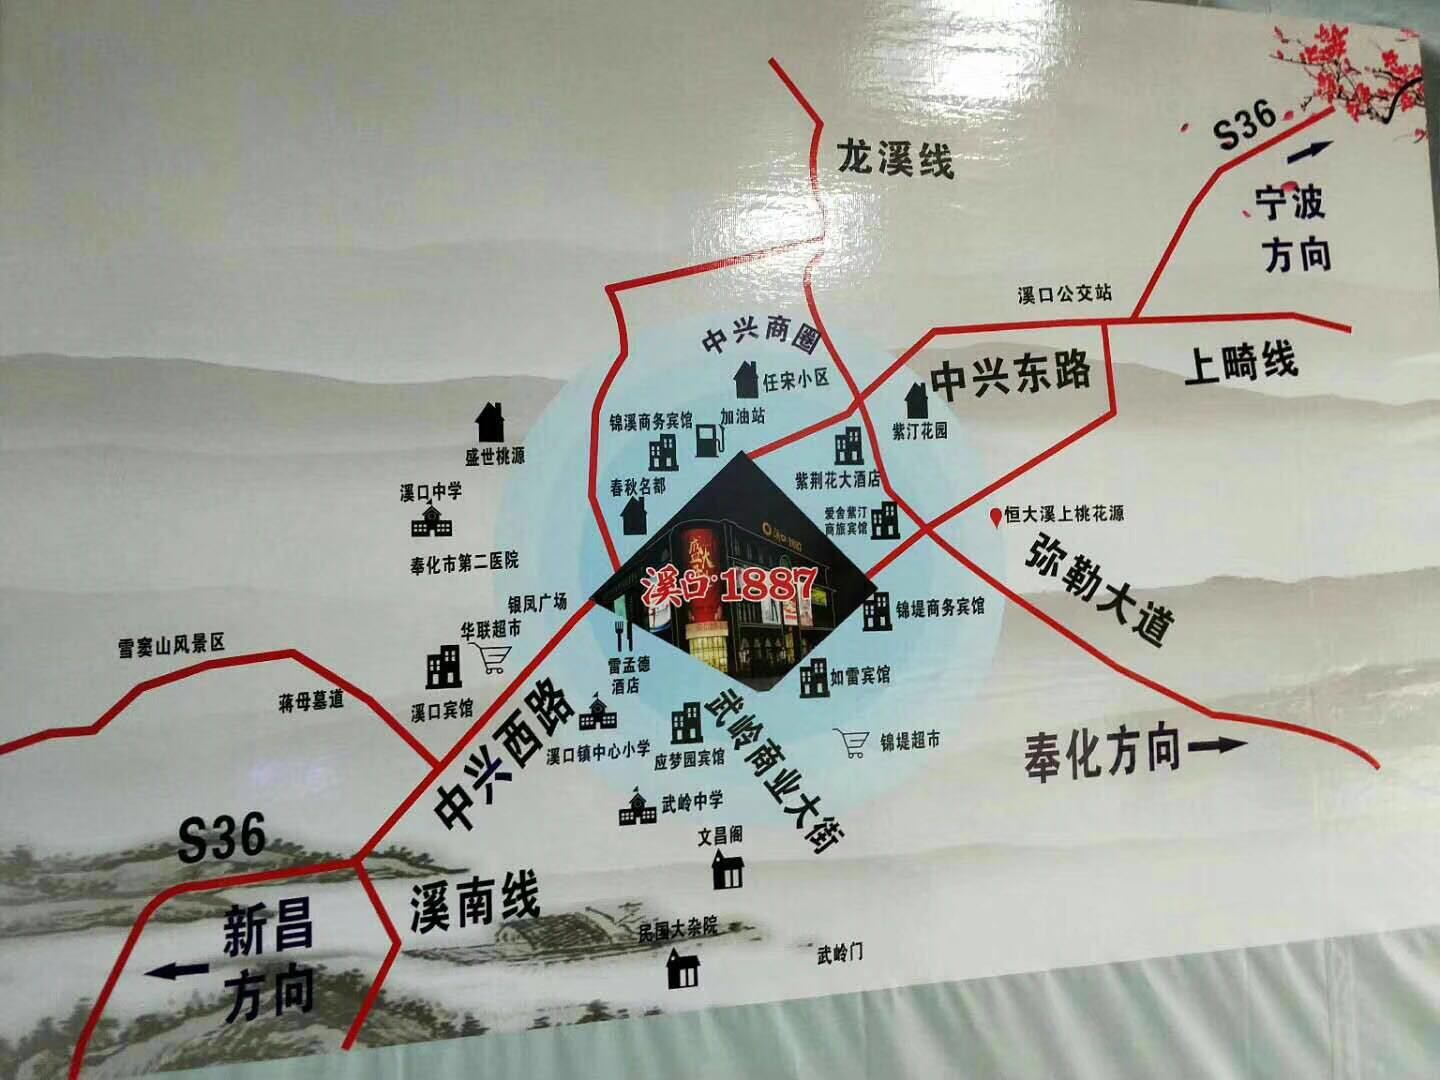 S36
宁波
方向
龙溪线
溪口公交站
上畸线
中兴东路
中兴商圈
任宋小区
紫汀花园
锦溪商务宾馆
加油站
盛世桃源
紫荆花大酒店
春秋名都
溪口中学
爱舍紫汀
商旅宾馆
恒大溪上桃花源
奉化市第二医院
弥勒大道
溪口·1887
银凤广场
锦堤商务宾馆
华联超市
雪窦山风景区
雷孟德
酒店
如雷宾馆
蒋母墓道
溪口宾馆
中兴西路
溪口镇中心小学
应梦园宾馆
武岭商业大街
锦堤超市
奉化方向
武岭中学
文昌阁
S36
溪南线
新昌
方向
民国大杂院
武岭门